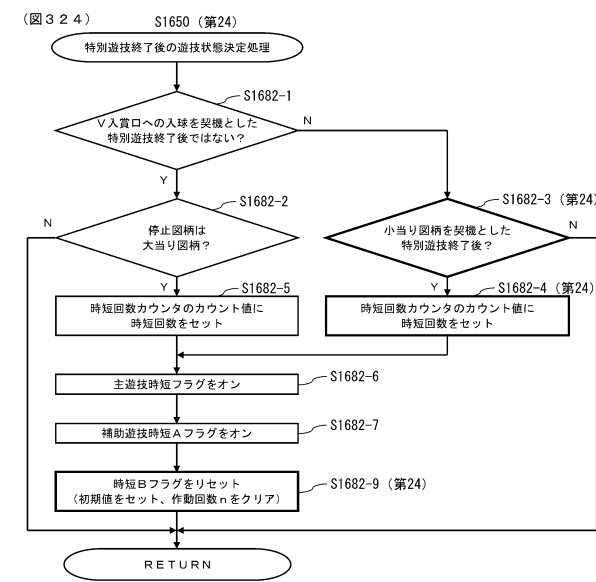 （図３２４）
S1650（第24）
特別遊技終了後の遊技状態決定処理
S1682-1
Ｖ入賞口への入球を契機とした
特別遊技終了後ではない？
N
Y
S1682-2
停止図柄は
大当り図柄？
N
Y
S1682-3（第24）
小当り図柄を契機とした
特別遊技終了後？
N
Y
S1682-5
時短回数カウンタのカウント値に
時短回数をセット
S1682-4（第24）
時短回数カウンタのカウント値に
時短回数をセット
主遊技時短フラグをオン
S1682-6
補助遊技時短Ａフラグをオン
S1682-7
時短Ｂフラグをリセット
（初期値をセット、作動回数ｎをクリア）
S1682-9（第24）
ＲＥＴＵＲＮ